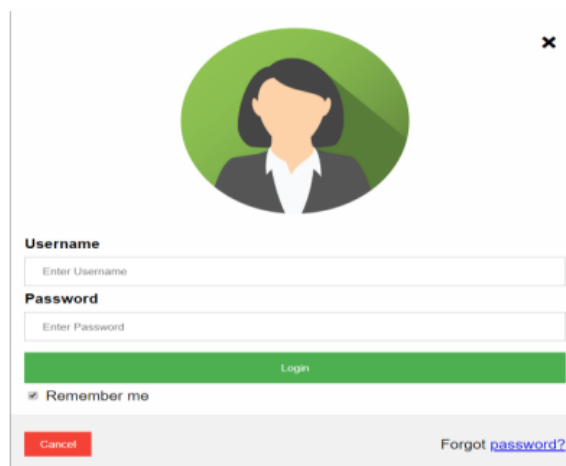 ×
Username
Enter Username
Password
Enter Password
Login
Remember me
Cancel
Forgot password?